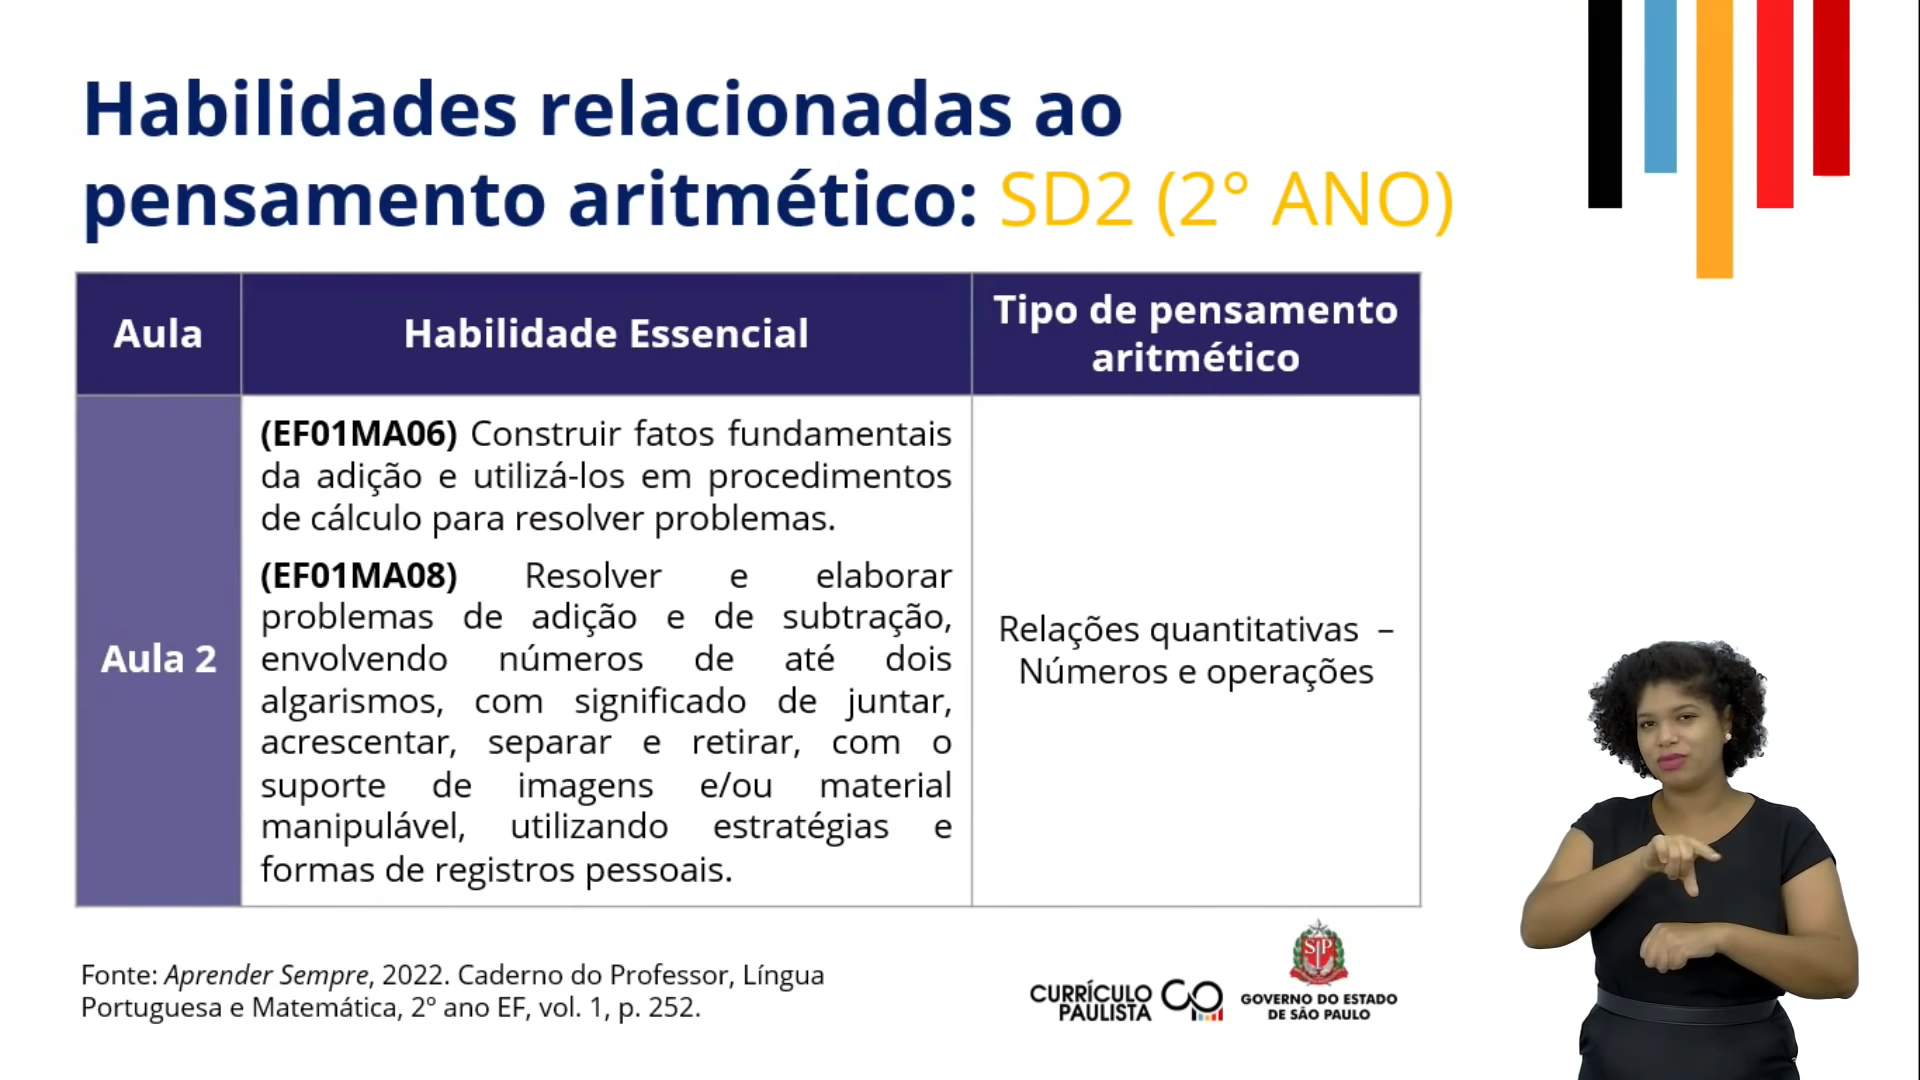 Habilidades relacionadas ao
pensamento aritmético: SD2 (2° ANO)
Aula
Habilidade Essencial
Tipo de pensamento
aritmético
Aula 2
(EF01MA06) Construir fatos fundamentais
da adição e utilizá-los em procedimentos
de cálculo para resolver problemas.
(EF01MA08) Resolver e elaborar
problemas de adição e de subtração,
envolvendo números de até dois
algarismos, com significado de juntar,
acrescentar, separar e retirar, com o
suporte de imagens e/ou material
manipulável, utilizando estratégias e
formas de registros pessoais.
Relações quantitativas –
Números e operações
Fonte: Aprender Sempre, 2022. Caderno do Professor, Língua
Portuguesa e Matemática, 2º ano EF, vol. 1, p. 252.
CURRÍCULO
PAULISTA
SP
GOVERNO DO ESTADO
DE SÃO PAULO